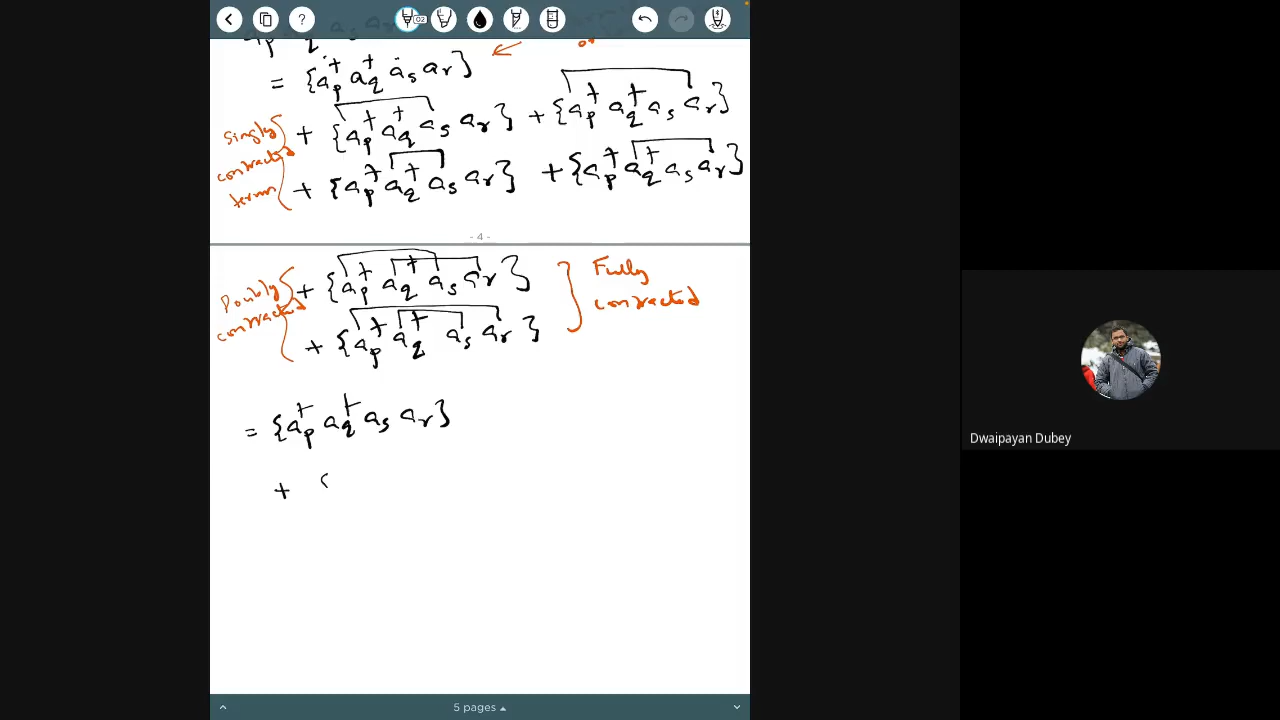 = {a_p^† a_q^† a_s a_r}
Singly contracted term
+ {a_p^† a_q^† a_s a_r} + {a_p^† a_q^† a_s a_r}
+ {a_p^† a_q^† a_s a_r} + {a_p^† a_q^† a_s a_r}
- 4 -
Doubly contracted
+ {a_p^† a_q^† a_s a_r}
+ {a_p^† a_q^† a_s a_r}
Fully contracted
= {a_p^† a_q^† a_s a_r}
+
5 pages
Dwaipayan Dubey